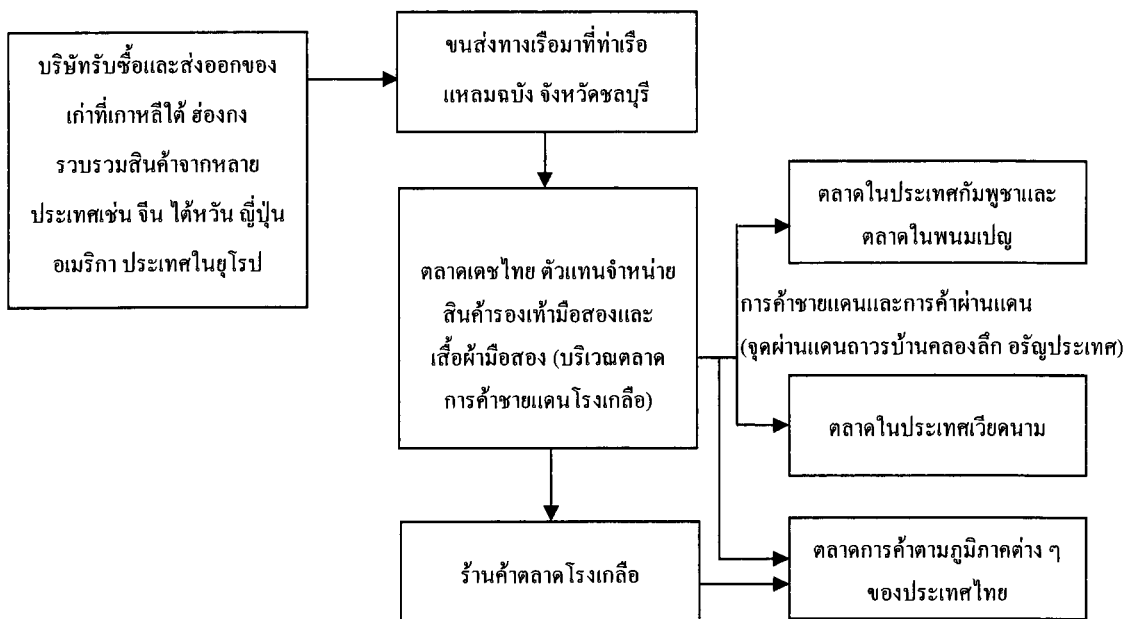 บริษัทรับซื้อและส่งออกของ
เก่าที่เกาหลีใต้ ฮ่องกง
รวบรวมสินค้าจากหลาย
ประเทศเช่น จีน ไต้หวัน ญี่ปุ่น
อเมริกา ประเทศในยุโรป
ขนส่งทางเรือมาที่ท่าเรือ
แหลมฉบัง จังหวัดชลบุรี
ตลาดเดชไทย ตัวแทนจำหน่าย
สินค้ารองเท้ามือสองและ
เสื้อผ้ามือสอง (บริเวณตลาด
การค้าชายแดนโรงเกลือ)
ตลาดในประเทศกัมพูชาและ
ตลาดในพนมเปญ
การค้าชายแดนและการค้าผ่านแดน
(จุดผ่านแดนถาวรบ้านคลองลึก อรัญประเทศ)
ตลาดในประเทศเวียดนาม
ร้านค้าตลาดโรงเกลือ
ตลาดการค้าตามภูมิภาคต่าง ๆ
ของประเทศไทย